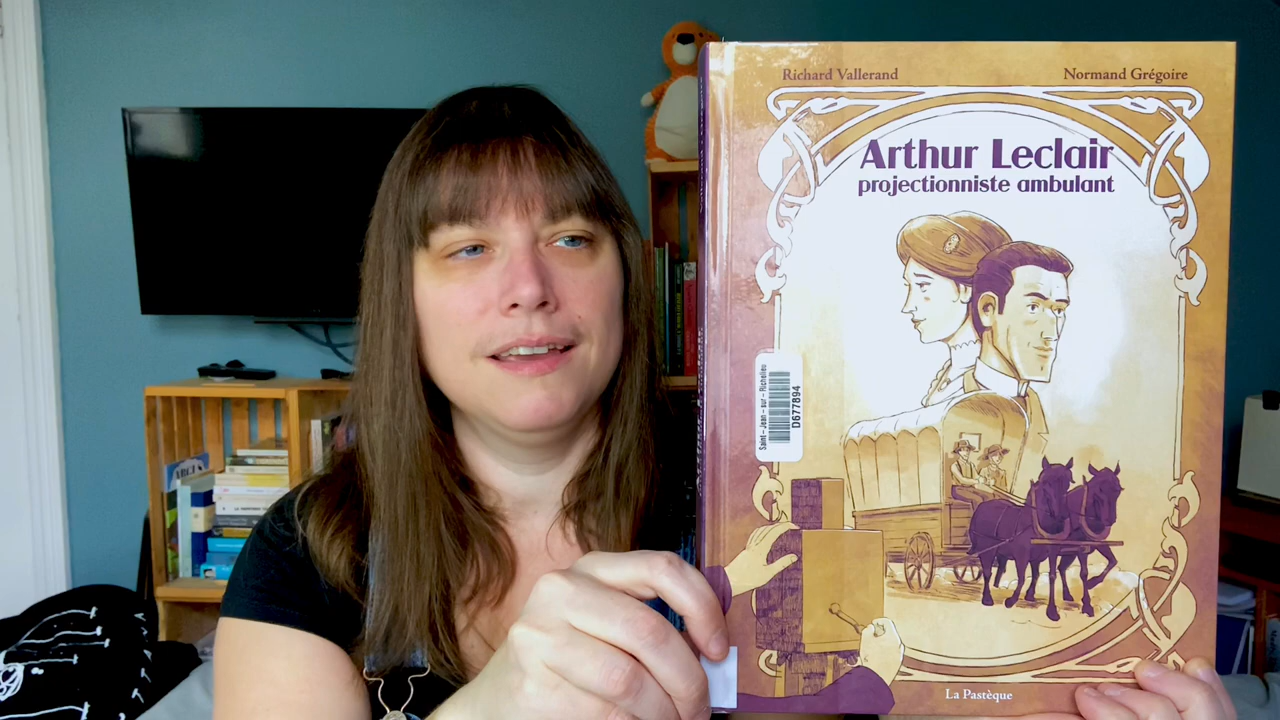 Richard Vallerand
Normand Grégoire
Arthur Leclair
projectionniste ambulant
Saint-Jean-sur-Richelieu
D677894
La Pastèque